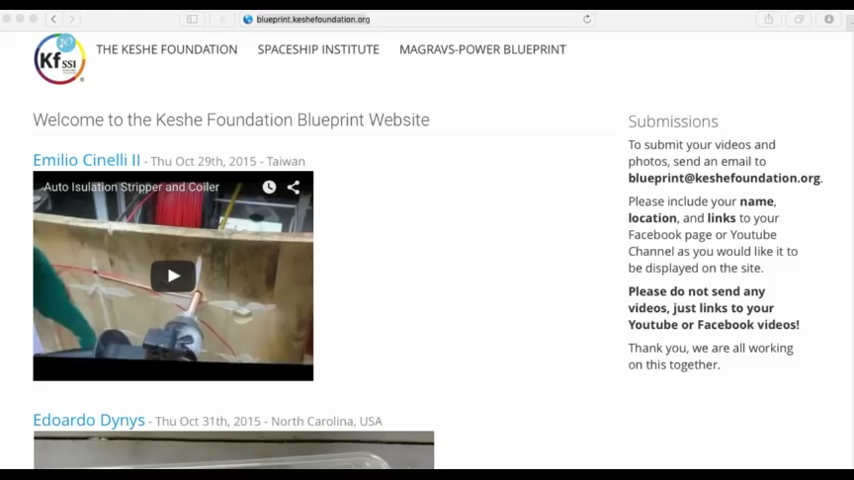 blueprint.keshefoundation.org
Kf SSI
THE KESHE FOUNDATION SPACESHIP INSTITUTE MAGRAVS-POWER BLUEPRINT
Welcome to the Keshe Foundation Blueprint Website
Emilio Cinelli II - Thu Oct 29th, 2015 - Taiwan
Auto Isulation Stripper and Coiler
Edoardo Dynys - Thu Oct 31th, 2015 - North Carolina, USA
Submissions
To submit your videos and
photos, send an email to
blueprint@keshefoundation.org.
Please include your name,
location, and links to your
Facebook page or Youtube
Channel as you would like it to
be displayed on the site.
Please do not send any
videos, just links to your
Youtube or Facebook videos!
Thank you, we are all working
on this together.